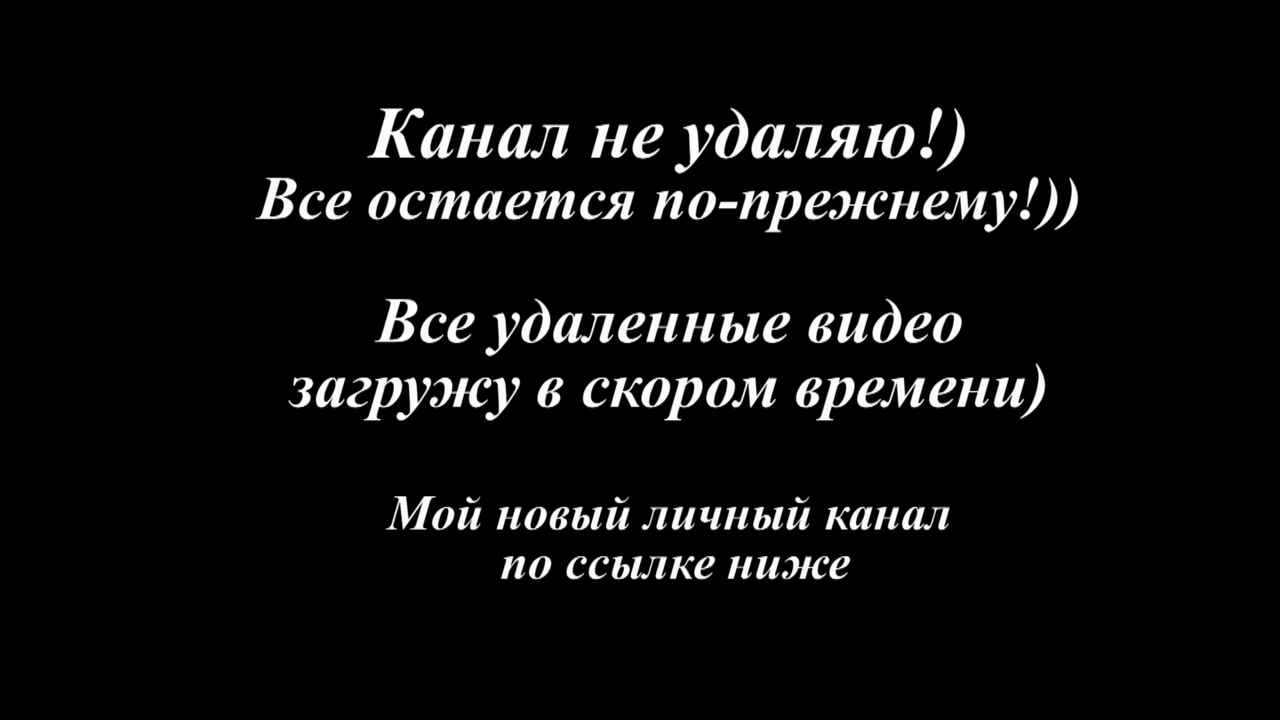 Канал не удаляю!)
Все остается по-прежнему!))
Все удаленные видео
загружу в скором времени)
Мой новый личный канал
по ссылке ниже